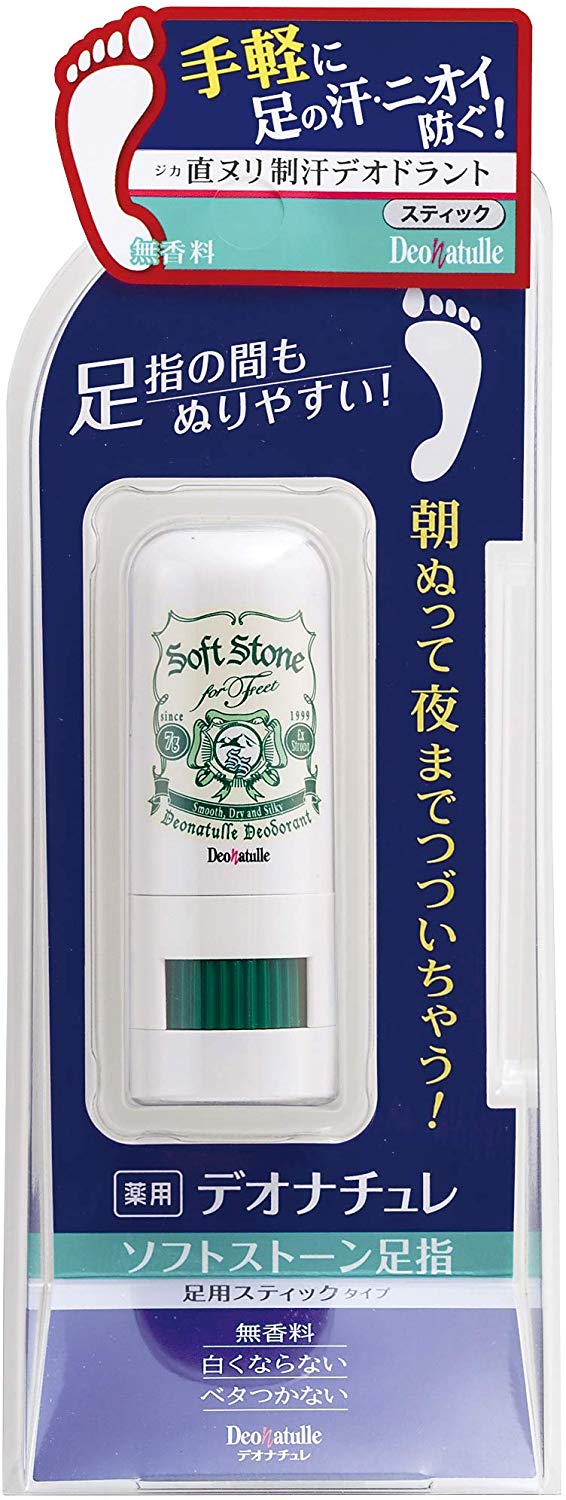 手軽に
足の汗・ニオイ
防ぐ!
ジカ
直ヌリ制汗デオドラント
スティック
無香料
Deonatulle
足指の間も
ぬりやすい!
朝ぬって夜までつづいちゃう!
Soft Stone
for Feet
since 1999
7g
Ex Strong
Smooth, Dry and Silky
Deonatulle Deodorant
Deonatulle
薬用 デオナチュレ
ソフトストーン足指
足用スティックタイプ
無香料
白くならない
ベタつかない
Deonatulle
デオナチュレ